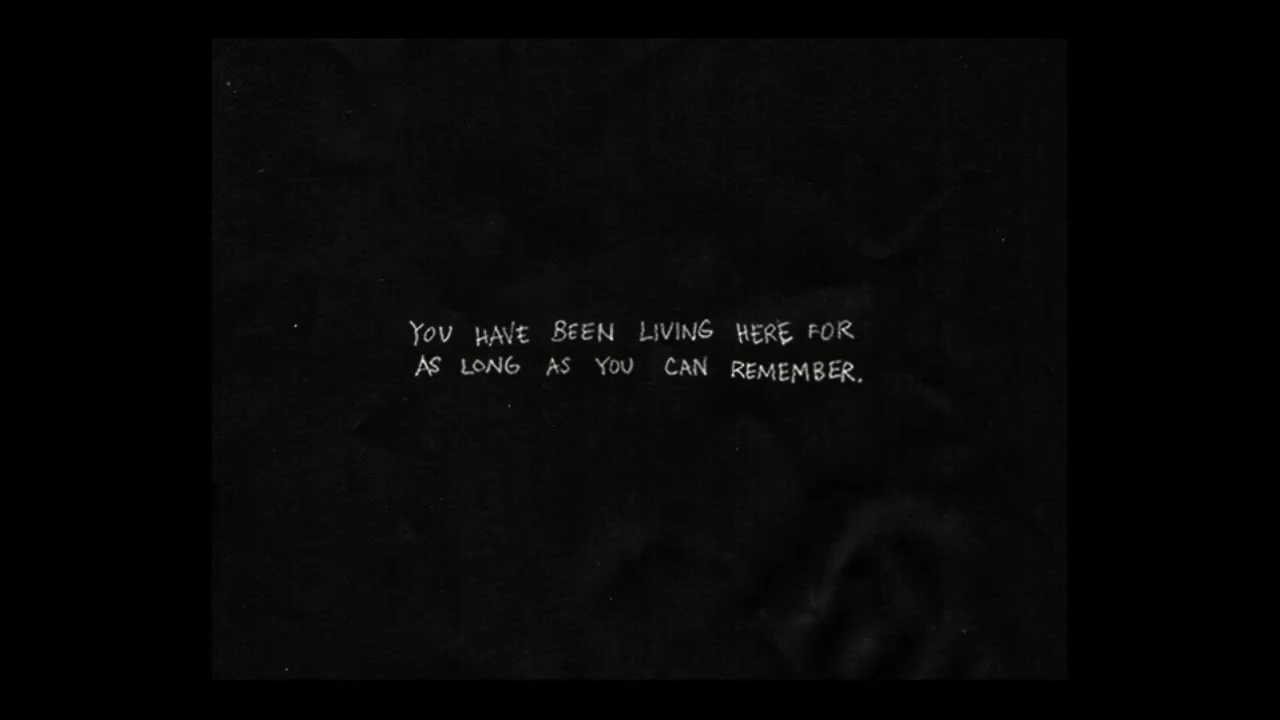 YOU HAVE BEEN LIVING HERE FOR
AS LONG AS YOU CAN REMEMBER.